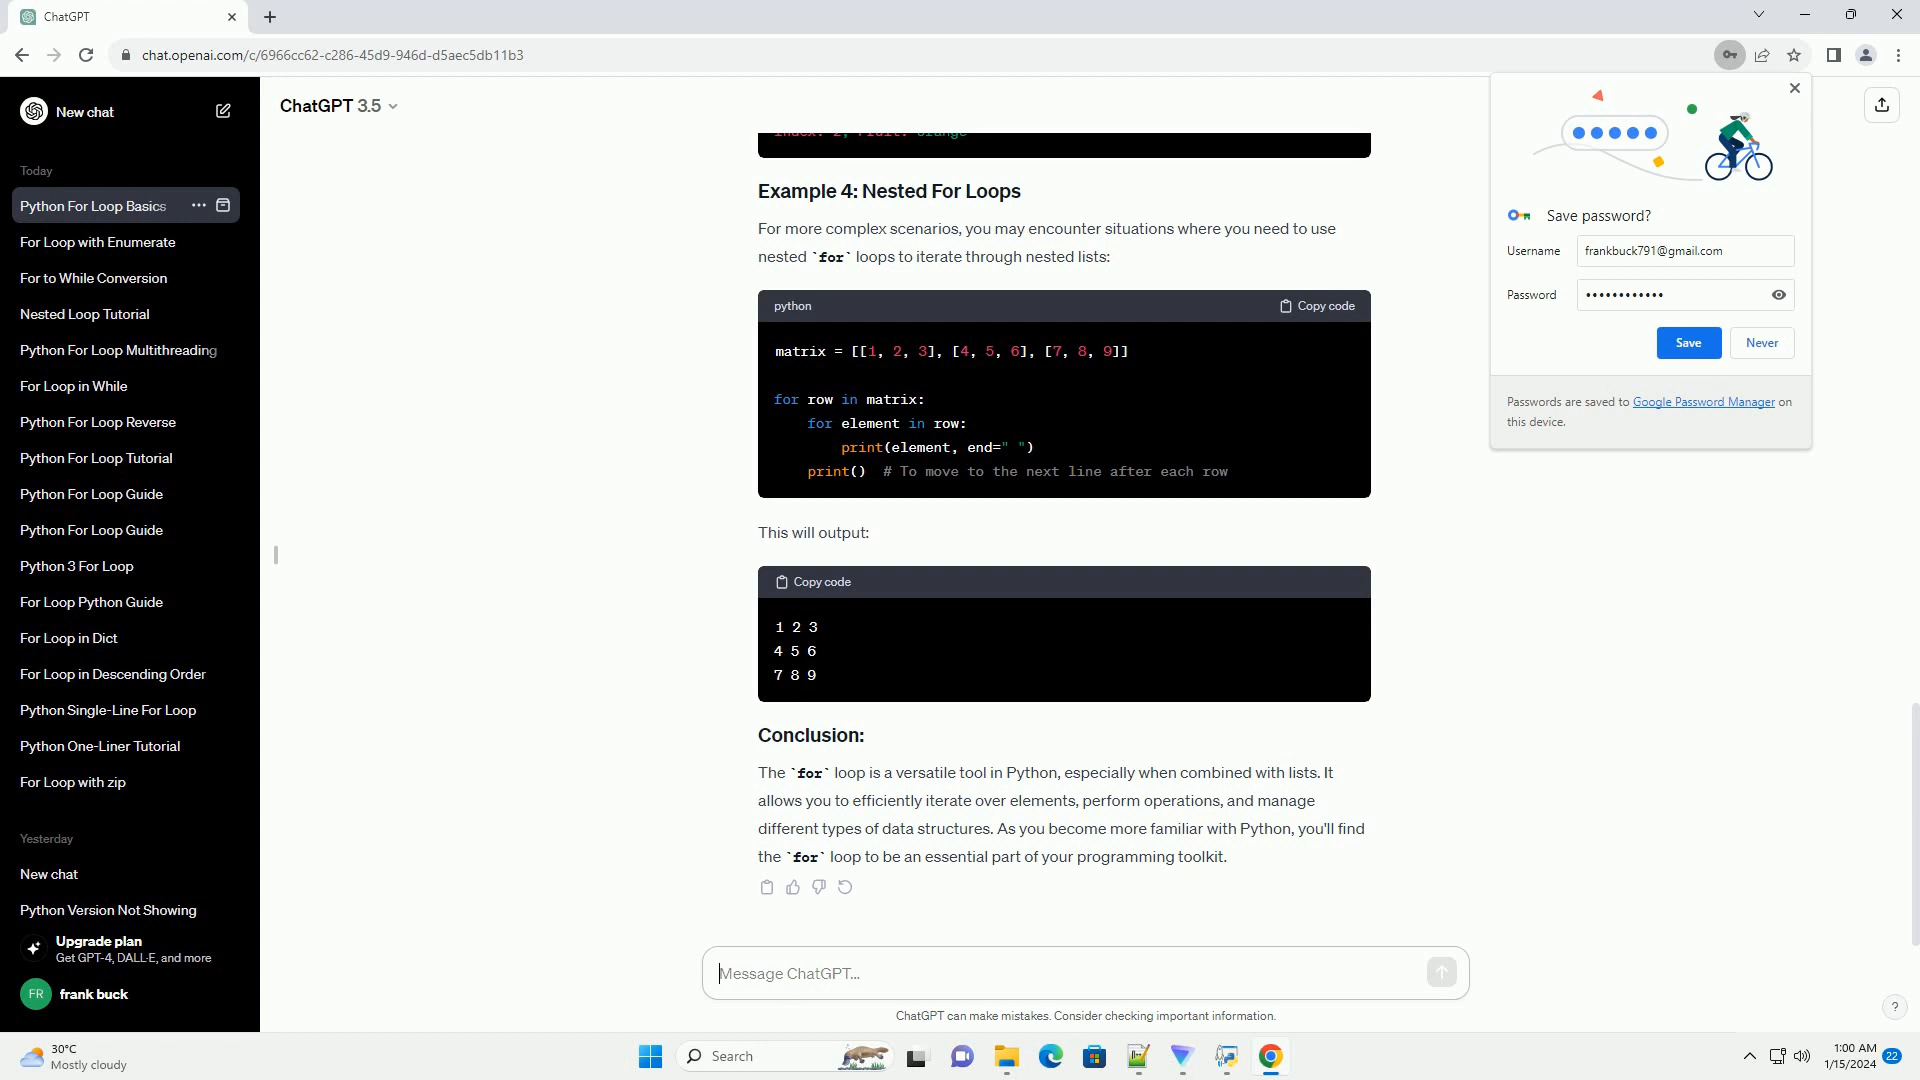 ChatGPT
chat.openai.com/c/6966cc62-c286-45d9-946d-d5aec5db11b3
New chat
Today
Python For Loop Basics
For Loop with Enumerate
For to While Conversion
Nested Loop Tutorial
Python For Loop Multithreading
For Loop in While
Python For Loop Reverse
Python For Loop Tutorial
Python For Loop Guide
Python For Loop Guide
Python 3 For Loop
For Loop Python Guide
For Loop in Dict
For Loop in Descending Order
Python Single-Line For Loop
Python One-Liner Tutorial
For Loop with zip
Yesterday
New chat
Python Version Not Showing
Upgrade plan
Get GPT-4, DALL·E, and more
FR frank buck
ChatGPT 3.5
Index: 2, Fruit: orange
Example 4: Nested For Loops
For more complex scenarios, you may encounter situations where you need to use
nested `for` loops to iterate through nested lists:
python Copy code
matrix = [[1, 2, 3], [4, 5, 6], [7, 8, 9]]
for row in matrix:
for element in row:
print(element, end=" ")
print() # To move to the next line after each row
This will output:
Copy code
1 2 3
4 5 6
7 8 9
Conclusion:
The `for` loop is a versatile tool in Python, especially when combined with lists. It
allows you to efficiently iterate over elements, perform operations, and manage
different types of data structures. As you become more familiar with Python, you'll find
the `for` loop to be an essential part of your programming toolkit.
Message ChatGPT...
ChatGPT can make mistakes. Consider checking important information.
?
Save password?
Username frankbuck791@gmail.com
Password ••••••••••••
Save Never
Passwords are saved to Google Password Manager on
this device.
30°C
Mostly cloudy
Search
1:00 AM
1/15/2024
22